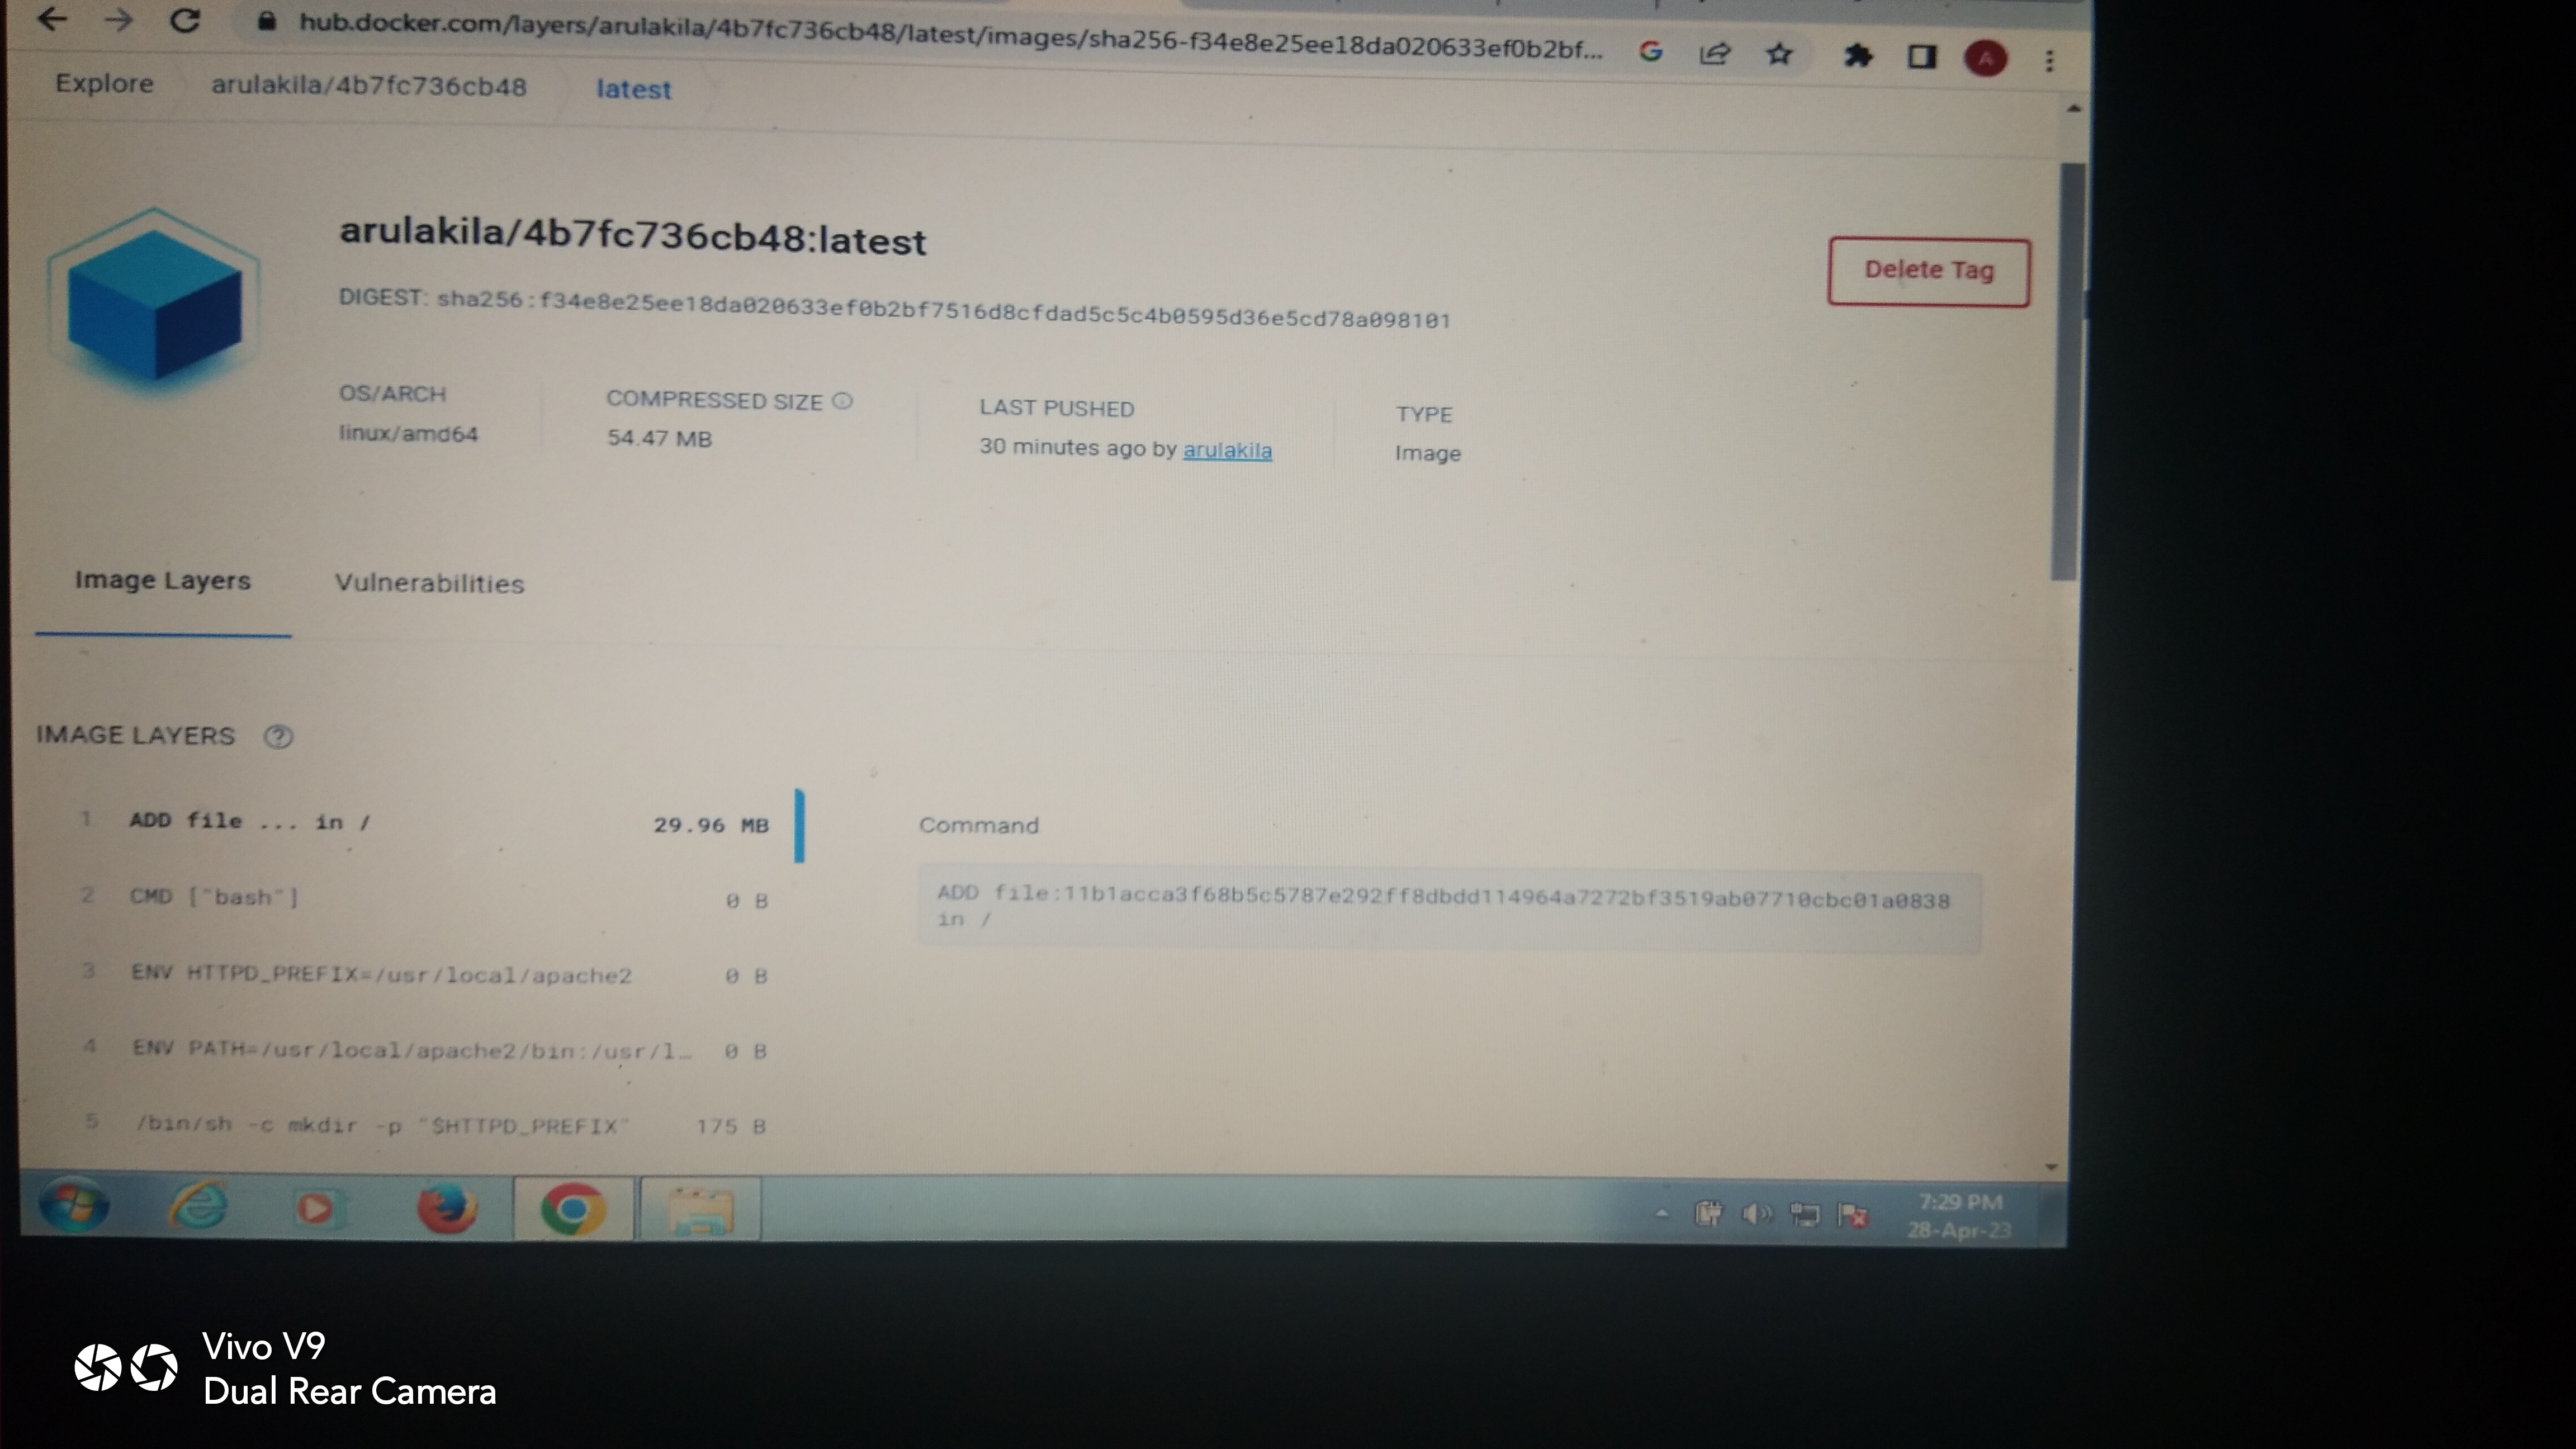 hub.docker.com/layers/arulakila/4b7fc736cb48/latest/images/sha256-f34e8e25ee18da020633ef0b2bf...
G
A
Explore arulakila/4b7fc736cb48 latest
arulakila/4b7fc736cb48:latest
Delete Tag
DIGEST: sha256:f34e8e25ee18da020633ef0b2bf7516d8cfdad5c5c4b0595d36e5cd78a098101
OS/ARCH COMPRESSED SIZE LAST PUSHED TYPE
linux/amd64 54.47 MB 30 minutes ago by arulakila Image
Image Layers Vulnerabilities
IMAGE LAYERS ?
1 ADD file ... in / 29.96 MB
2 CMD ["bash"] 0 B
3 ENV HTTPD_PREFIX=/usr/local/apache2 0 B
4 ENV PATH=/usr/local/apache2/bin:/usr/l… 0 B
5 /bin/sh -c mkdir -p "$HTTPD_PREFIX" 175 B
Command
ADD file:11b1acca3f68b5c5787e292ff8dbdd114964a7272bf3519ab07710cbc01a0838
in /
7:29 PM
28-Apr-23
Vivo V9
Dual Rear Camera